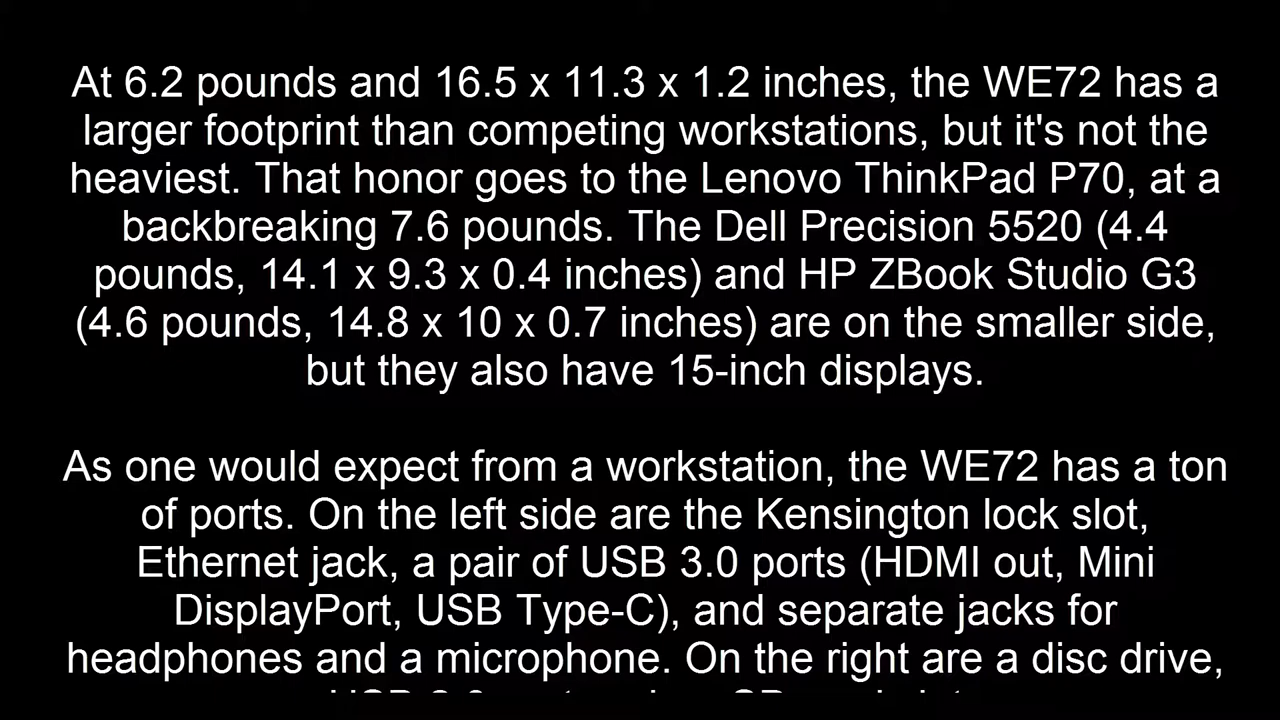 At 6.2 pounds and 16.5 x 11.3 x 1.2 inches, the WE72 has a
larger footprint than competing workstations, but it's not the
heaviest. That honor goes to the Lenovo ThinkPad P70, at a
backbreaking 7.6 pounds. The Dell Precision 5520 (4.4
pounds, 14.1 x 9.3 x 0.4 inches) and HP ZBook Studio G3
(4.6 pounds, 14.8 x 10 x 0.7 inches) are on the smaller side,
but they also have 15-inch displays.
As one would expect from a workstation, the WE72 has a ton
of ports. On the left side are the Kensington lock slot,
Ethernet jack, a pair of USB 3.0 ports (HDMI out, Mini
DisplayPort, USB Type-C), and separate jacks for
headphones and a microphone. On the right are a disc drive,